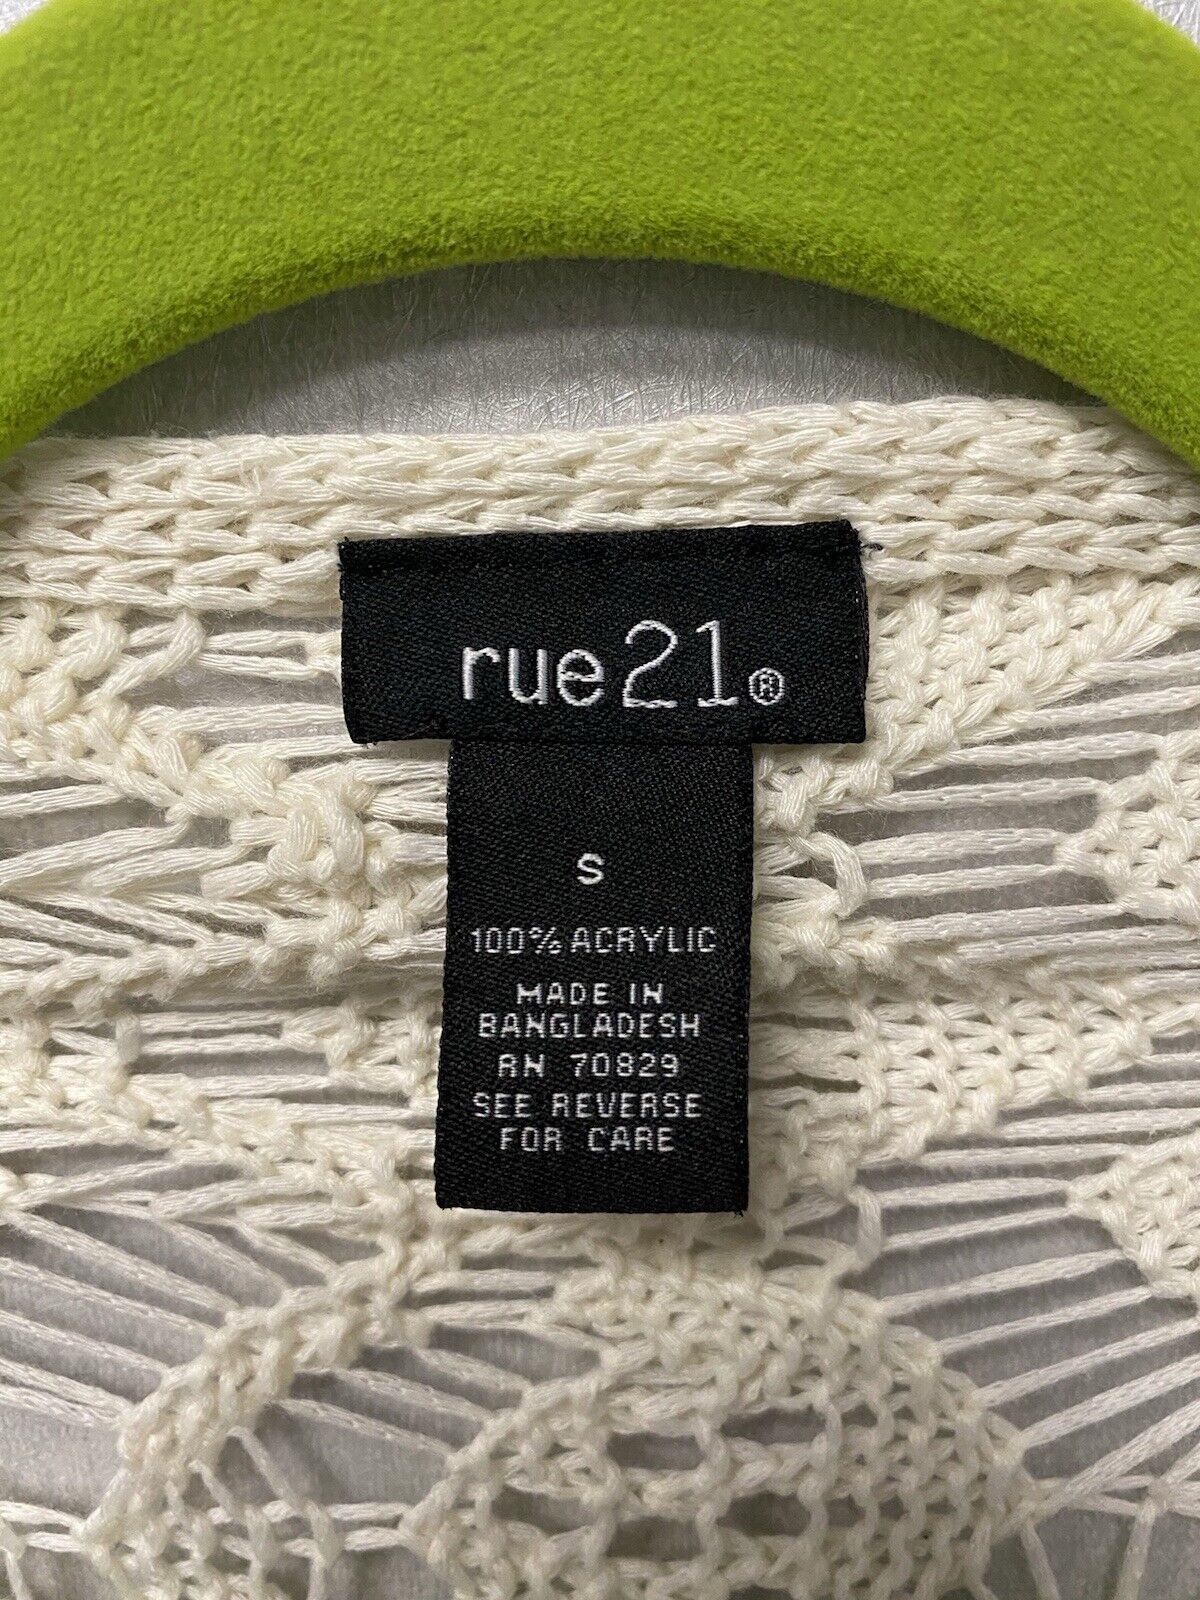 rue21®
S
100% ACRYLIC
MADE IN
BANGLADESH
RN 70829
SEE REVERSE
FOR CARE